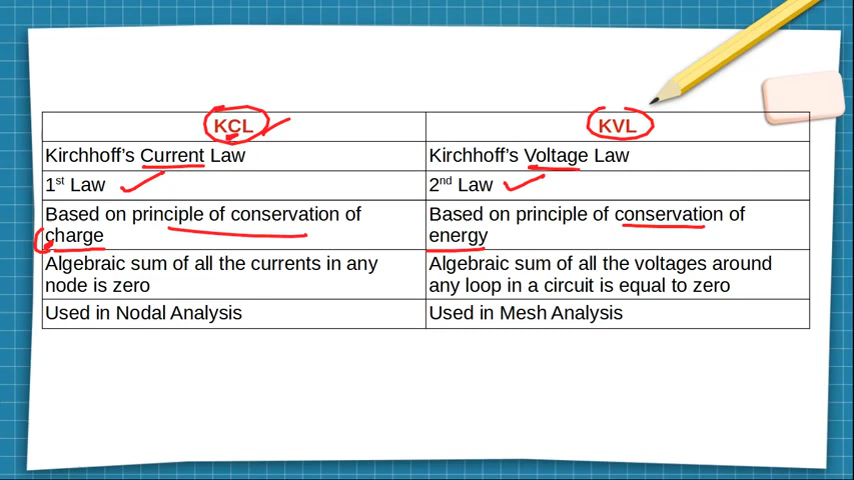 KCL
KVL
Kirchhoff's Current Law
Kirchhoff's Voltage Law
1st Law
2nd Law
Based on principle of conservation of
charge
Based on principle of conservation of
energy
Algebraic sum of all the currents in any
node is zero
Algebraic sum of all the voltages around
any loop in a circuit is equal to zero
Used in Nodal Analysis
Used in Mesh Analysis